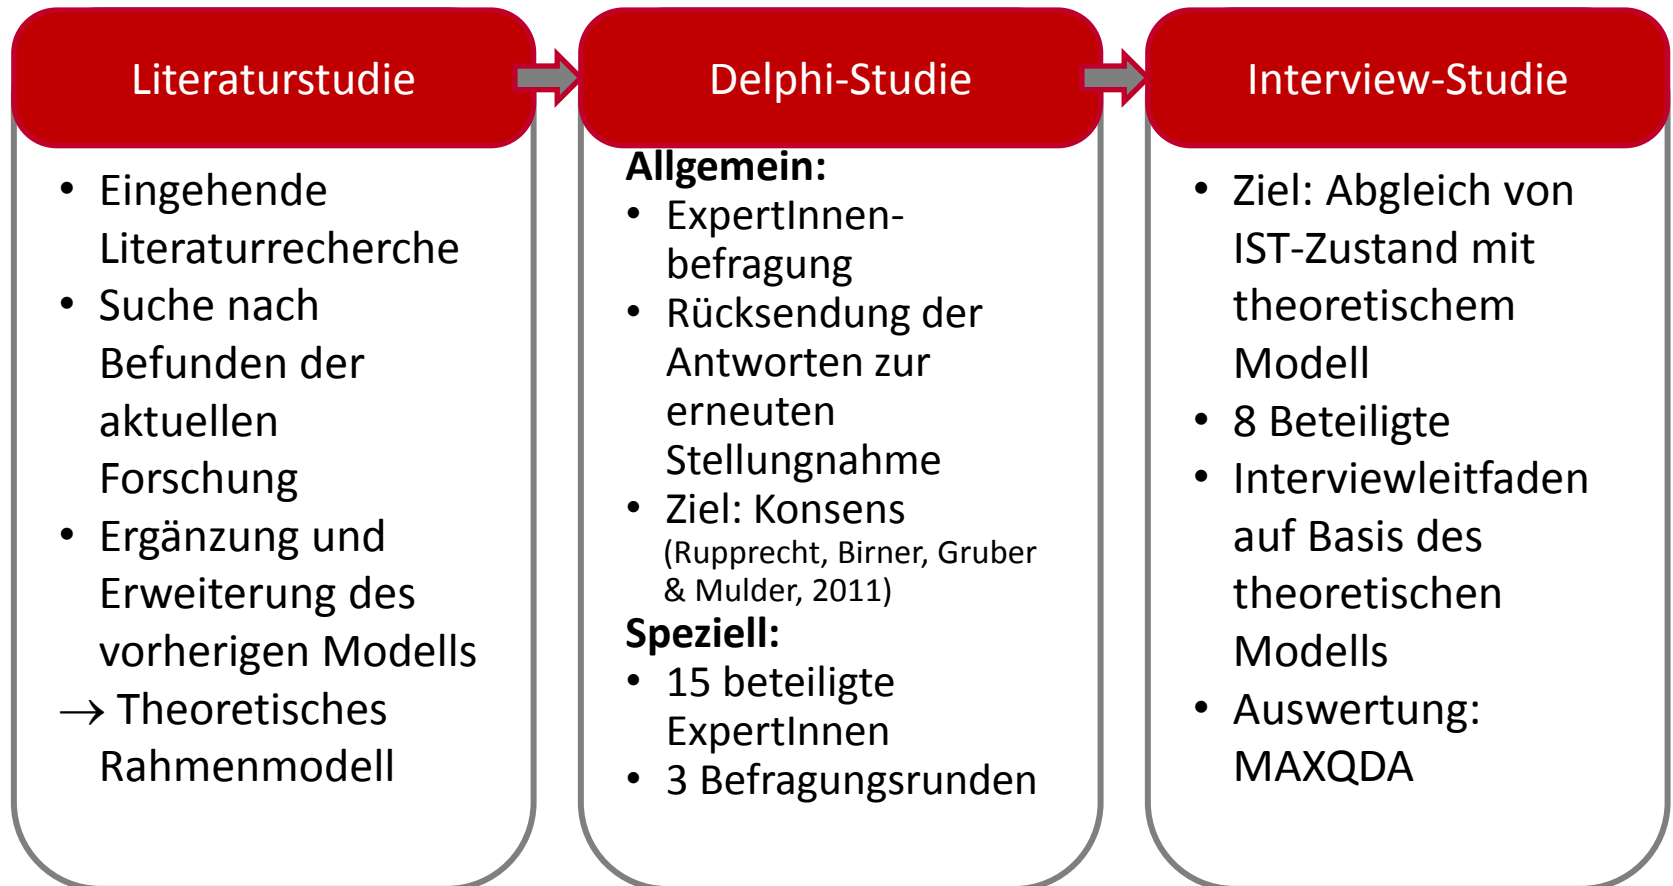 Literaturstudie
• Eingehende
Literaturrecherche
• Suche nach
Befunden der
aktuellen
Forschung
• Ergänzung und
Erweiterung des
vorherigen Modells
→ Theoretisches
Rahmenmodell
Delphi-Studie
Allgemein:
• ExpertInnen-
befragung
• Rücksendung der
Antworten zur
erneuten
Stellungnahme
• Ziel: Konsens
(Rupprecht, Birner, Gruber
& Mulder, 2011)
Speziell:
• 15 beteiligte
ExpertInnen
• 3 Befragungsrunden
Interview-Studie
• Ziel: Abgleich von
IST-Zustand mit
theoretischem
Modell
• 8 Beteiligte
• Interviewleitfaden
auf Basis des
theoretischen
Modells
• Auswertung:
MAXQDA